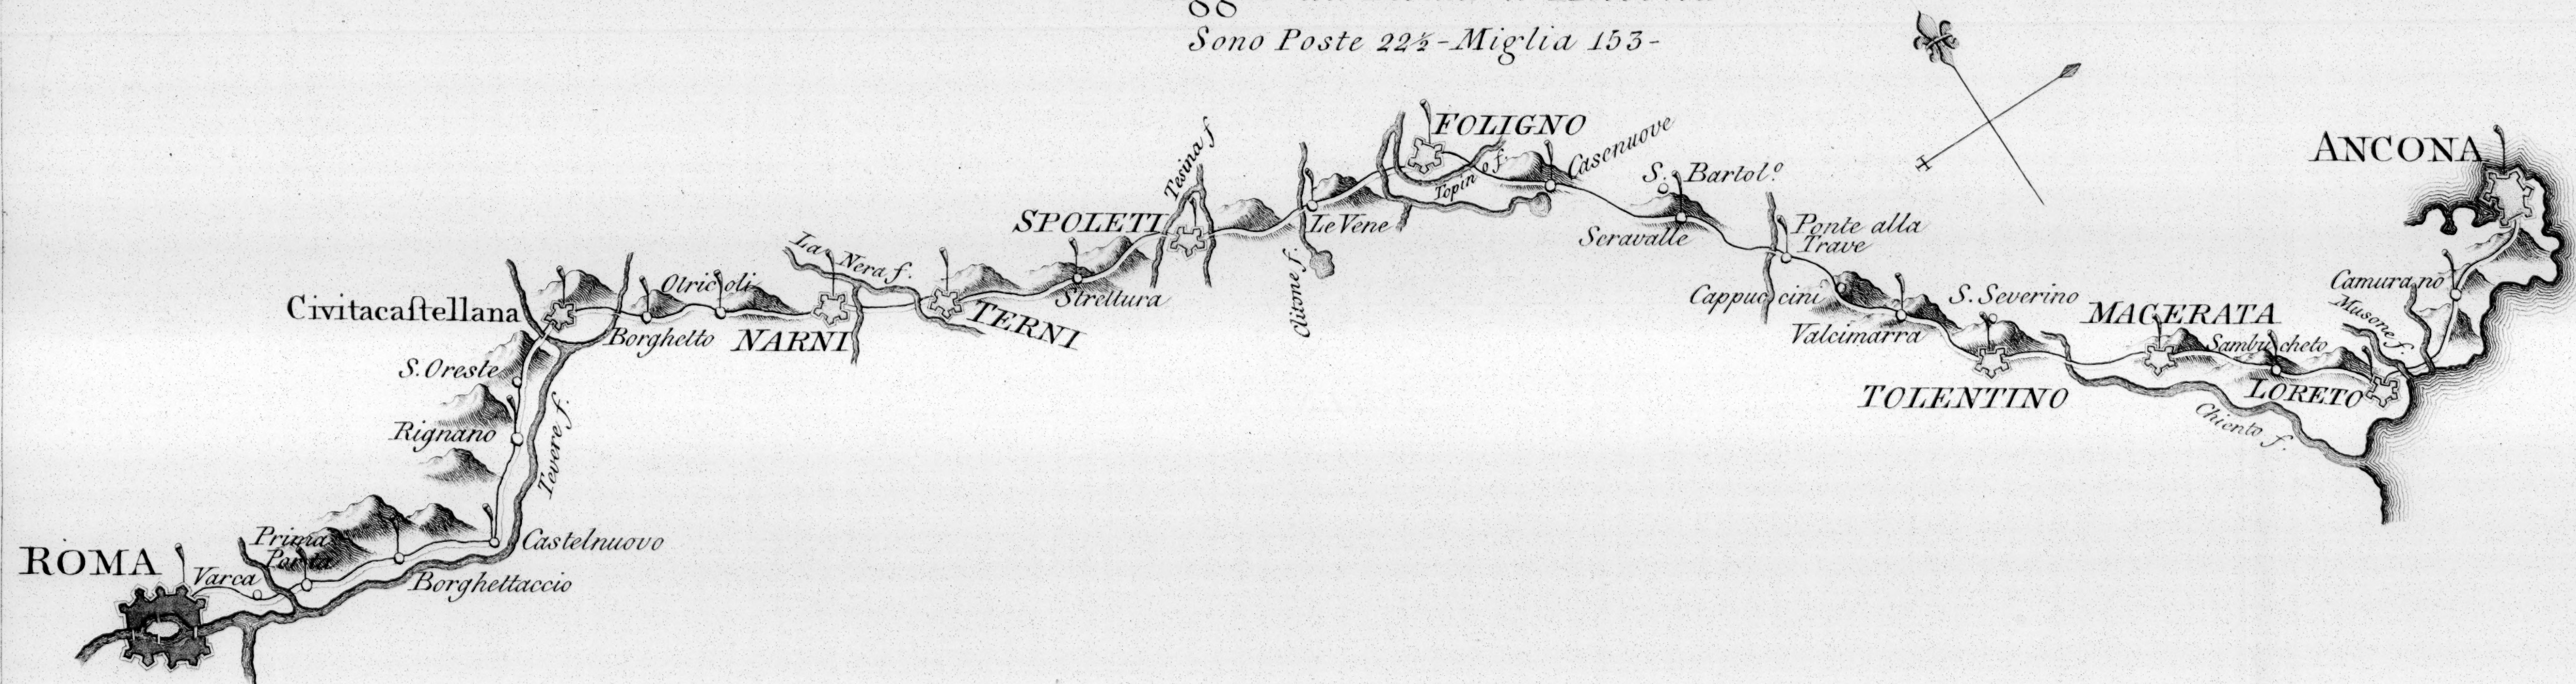 Sono Poste 22½-Miglia 153-
ROMA
Varca
Prima
Porta
Borghettaccio
Castelnuovo
Tevere f.
Rignano
S. Oreste
Civitacaſtellana
Borghetto
Otricoli
NARNI
La Nera f.
TERNI
Strettura
SPOLETI
Tesina f
Le Vene
Clitone f.
FOLIGNO
Topino f.
Casenuove
S. Bartol.º
Seravalle
Ponte alla
Trave
Cappuccini
Valcimarra
S. Severino
TOLENTINO
MACERATA
Sambucheto
Chiento f.
LORETO
Musone f.
Camurano
ANCONA